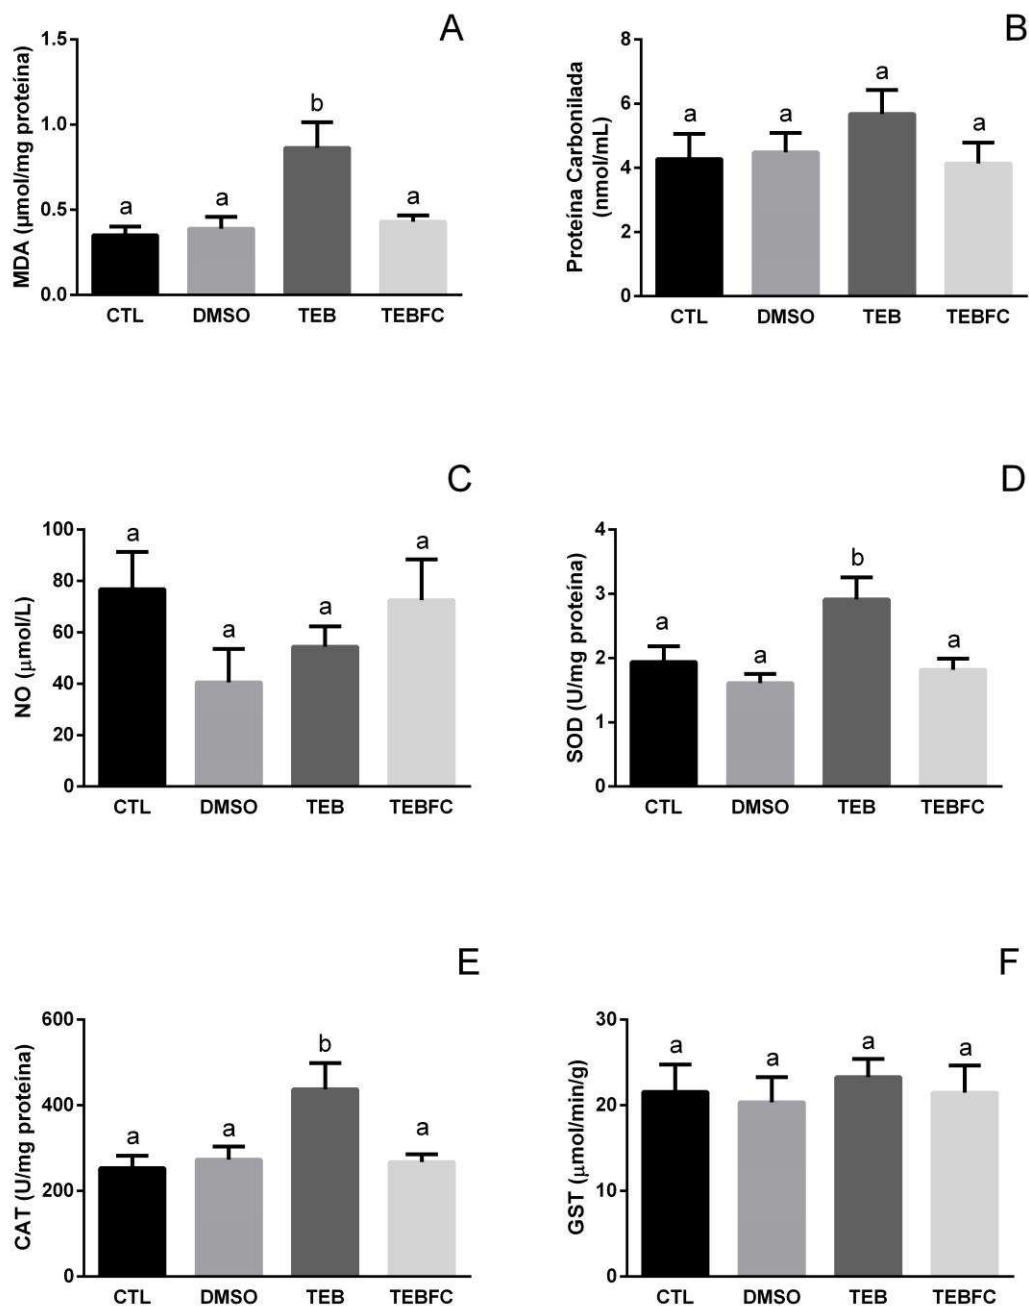 A
MDA (µmol/mg proteína)
1.5
1.0
0.5
0.0
a
a
b
a
CTL DMSO TEB TEBFC
B
Proteína Carbonilada
(nmol/mL)
8
6
4
2
0
a
a
a
a
CTL DMSO TEB TEBFC
C
NO (µmol/L)
100
80
60
40
20
0
a
a
a
a
CTL DMSO TEB TEBFC
D
SOD (U/mg proteína)
4
3
2
1
0
a
a
b
a
CTL DMSO TEB TEBFC
E
CAT (U/mg proteína)
600
400
200
0
a
a
b
a
CTL DMSO TEB TEBFC
F
GST (µmol/min/g)
30
20
10
0
a
a
a
a
CTL DMSO TEB TEBFC